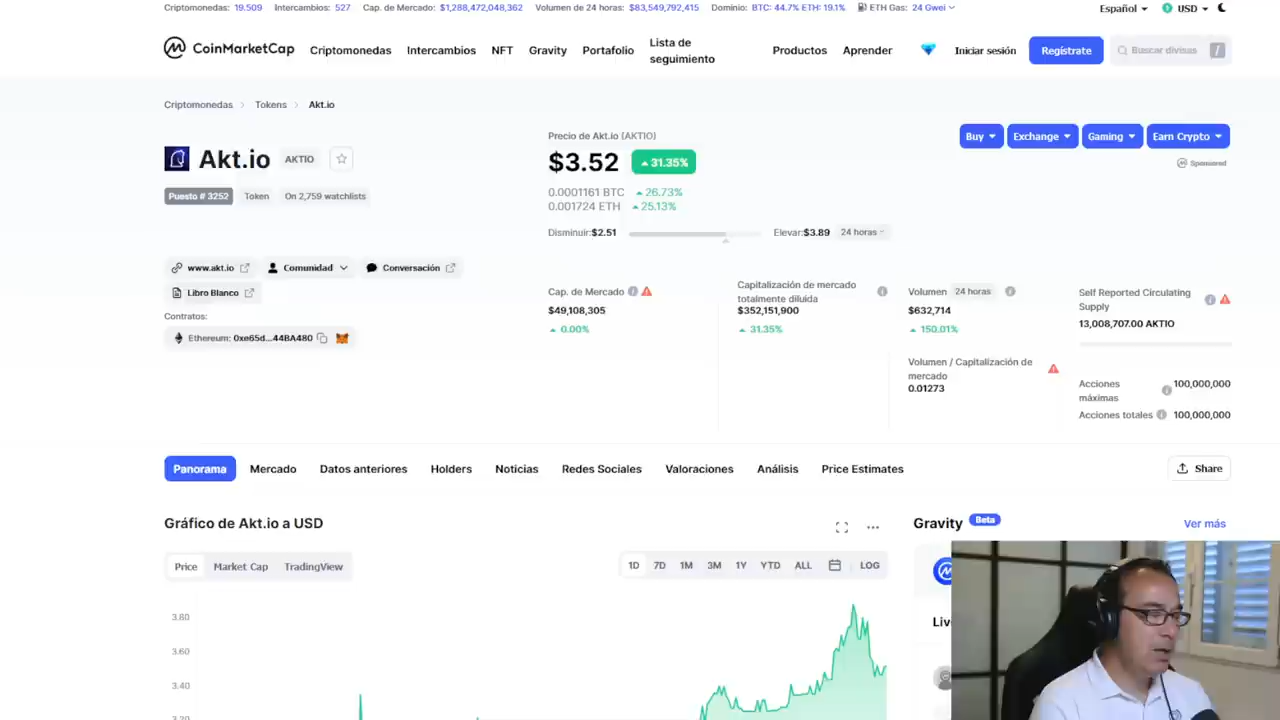 Criptomonedas: 19.509 Intercambios: 527 Cap. de Mercado: $1,288,472,048,362 Volumen de 24 horas: $83,549,792,415 Dominio: BTC: 44.7% ETH: 19.1% ETH Gas: 24 Gwei Español USD
CoinMarketCap Criptomonedas Intercambios NFT Gravity Portafolio Lista de seguimiento Productos Aprender Iniciar sesión Regístrate Buscar divisas /
Criptomonedas > Tokens > Akt.io
Akt.io AKTIO
Puesto # 3252 Token On 2,759 watchlists
www.akt.io Comunidad Conversación
Libro Blanco
Contratos:
Ethereum: 0xe65d...44BA480
Precio de Akt.io (AKTIO)
$3.52 31.35%
0.0001161 BTC 26.73%
0.001724 ETH 25.13%
Disminuir:$2.51 Elevar:$3.89 24 horas
Buy Exchange Gaming Earn Crypto
Sponsored
Cap. de Mercado
$49,108,305
0.00%
Capitalización de mercado
totalmente diluida
$352,151,900
31.35%
Volumen 24 horas
$632,714
150.01%
Volumen / Capitalización de
mercado
0.01273
Self Reported Circulating
Supply
13,008,707.00 AKTIO
Acciones
máximas
100,000,000
Acciones totales 100,000,000
Panorama Mercado Datos anteriores Holders Noticias Redes Sociales Valoraciones Análisis Price Estimates Share
Gráfico de Akt.io a USD
Price Market Cap TradingView 1D 7D 1M 3M 1Y YTD ALL LOG
3.80
3.60
3.40
3.20
Gravity Beta Ver más